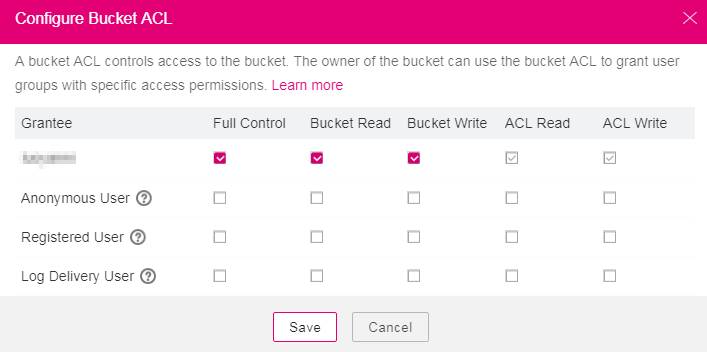 Configure Bucket ACL
A bucket ACL controls access to the bucket. The owner of the bucket can use the bucket ACL to grant user
groups with specific access permissions. Learn more
Grantee Full Control Bucket Read Bucket Write ACL Read ACL Write
Anonymous User ?
Registered User ?
Log Delivery User ?
Save Cancel